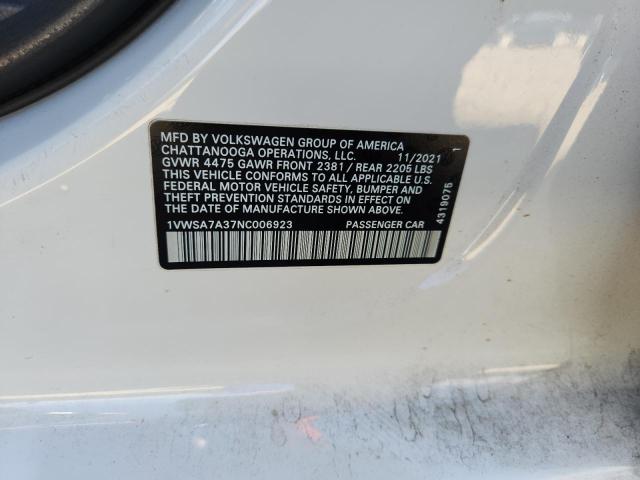 MFD BY VOLKSWAGEN GROUP OF AMERICA
CHATTANOOGA OPERATIONS, LLC. 11/2021 1
GVWR 4475 GAWR FRONT 2381 / REAR 2205 LBS
THIS VEHICLE CONFORMS TO ALL APPLICABLE U.S.
FEDERAL MOTOR VEHICLE SAFETY, BUMPER AND
THEFT PREVENTION STANDARDS IN EFFECT ON THE
DATE OF MANUFACTURE SHOWN ABOVE.
1VWSA7A37NC006923 PASSENGER CAR
4319075